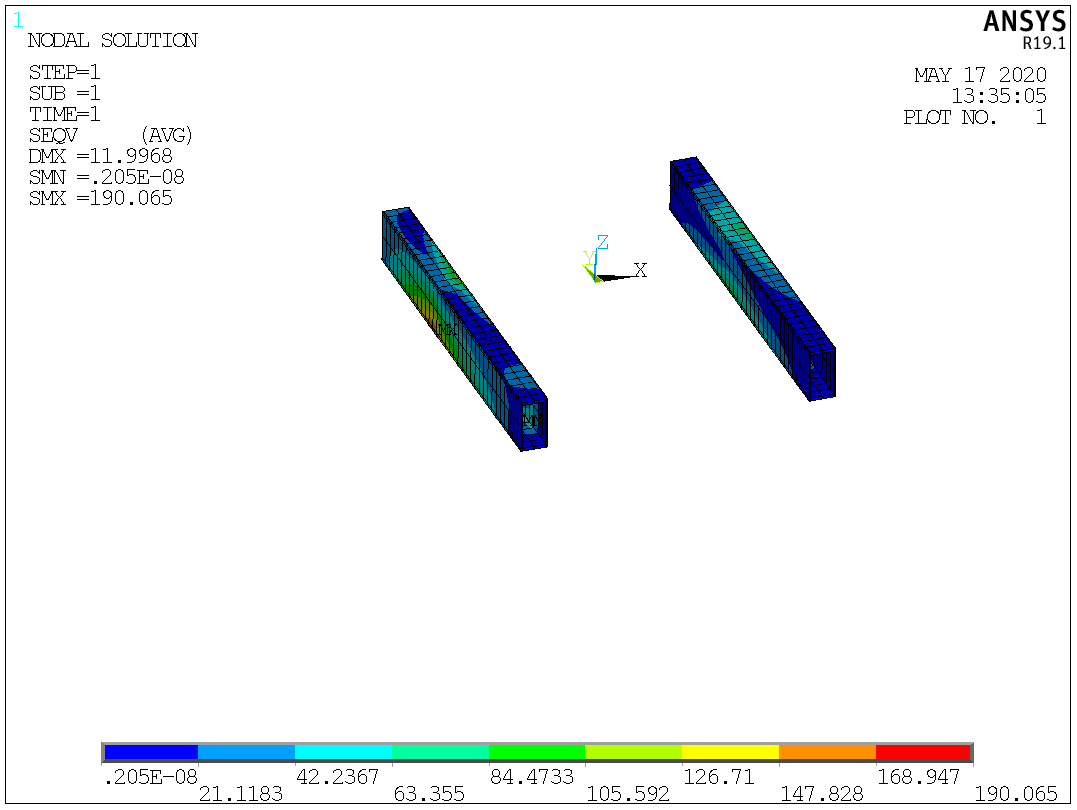 1
ANSYS
R19.1
NODAL SOLUTION
STEP=1
SUB =1
TIME=1
SEQV (AVG)
DMX =11.9968
SMN =.205E-08
SMX =190.065
MAY 17 2020
13:35:05
PLOT NO. 1
Z
Y
X
MX
MN
.205E-08
21.1183
42.2367
63.355
84.4733
105.592
126.71
147.828
168.947
190.065